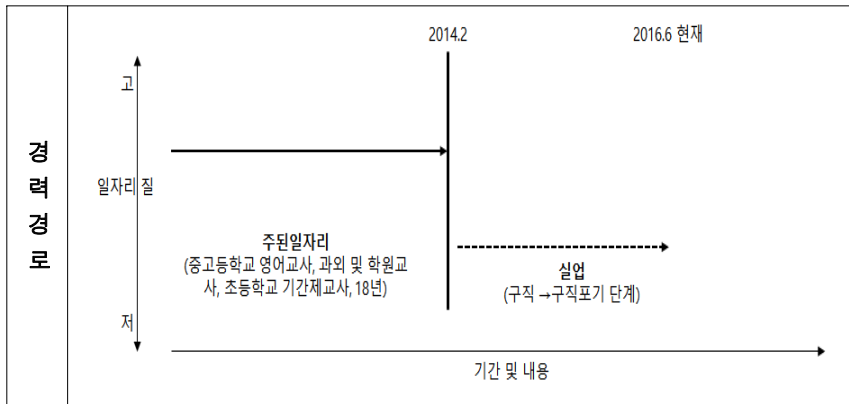 경력경로
2014.2
2016.6 현재
고
일자리 질
저
주된일자리
(중고등학교 영어교사, 과외 및 학원교
사, 초등학교 기간제교사, 18년)
실업
(구직 →구직포기 단계)
기간 및 내용